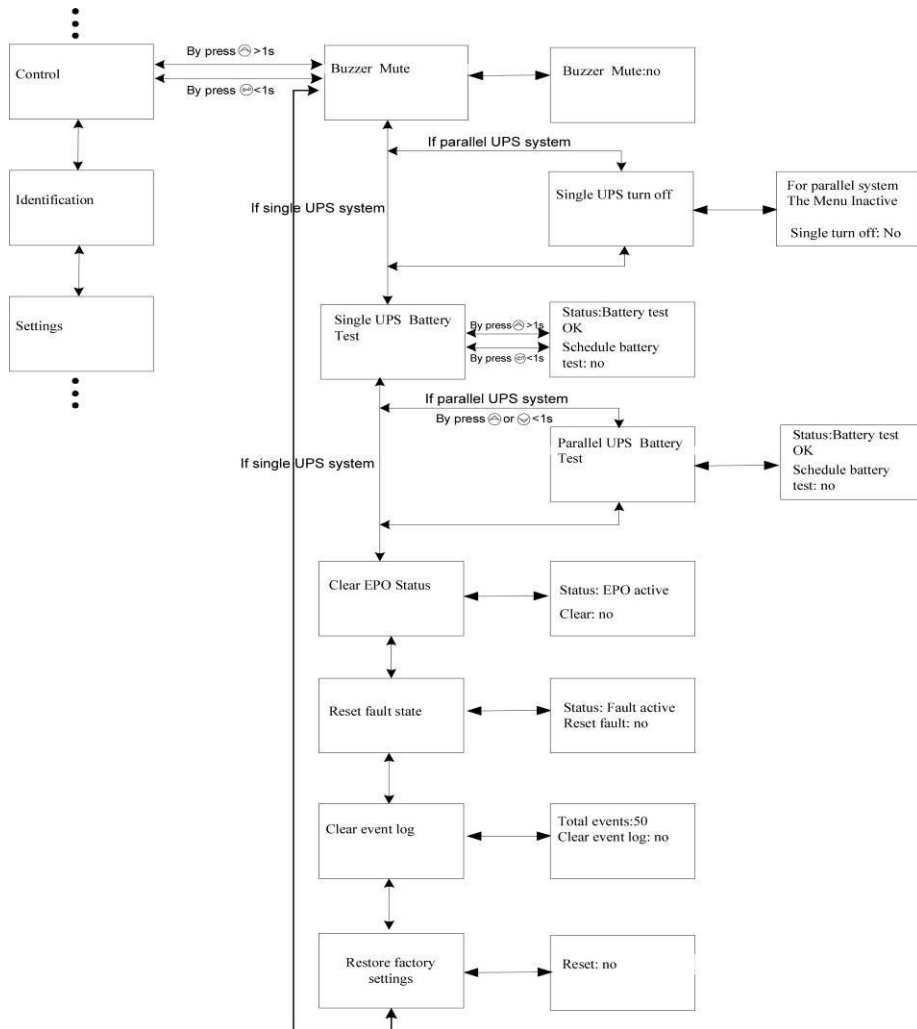 By press >1s
Control
Buzzer Mute
Buzzer Mute:no
By press <1s
If parallel UPS system
Identification
If single UPS system
Single UPS turn off
For parallel system
The Menu Inactive
Single turn off: No
Settings
Single UPS Battery
Test
By press >1s
By press <1s
Status:Battery test
OK
Schedule battery
test: no
If parallel UPS system
By press or <1s
If single UPS system
Parallel UPS Battery
Test
Status:Battery test
OK
Schedule battery
test: no
Clear EPO Status
Status: EPO active
Clear: no
Reset fault state
Status: Fault active
Reset fault: no
Clear event log
Total events:50
Clear event log: no
Restore factory
settings
Reset: no